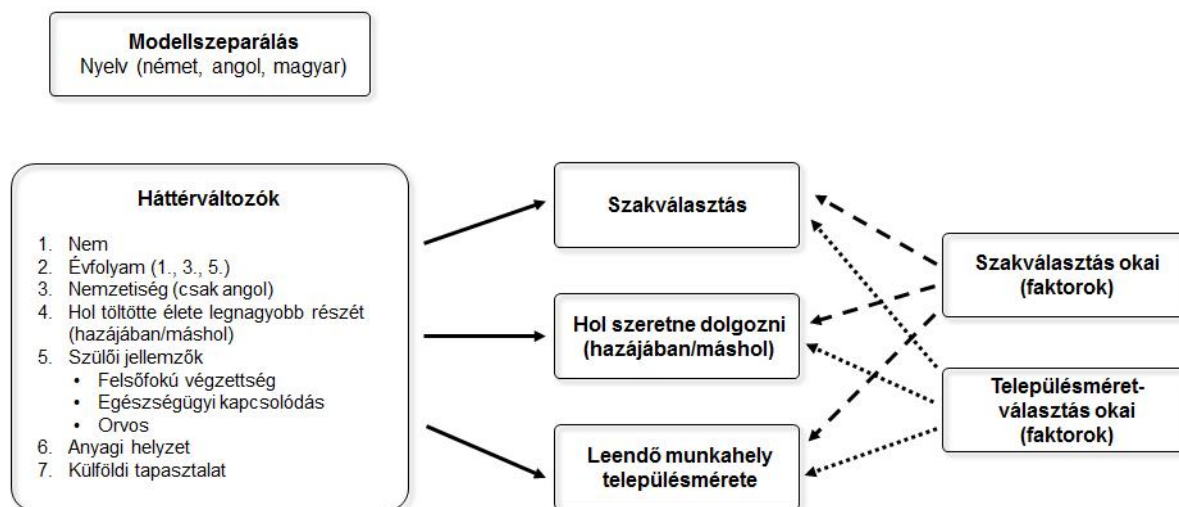 Modellszeparálás
Nyelv (német, angol, magyar)
Háttérváltozók
1. Nem
2. Évfolyam (1., 3., 5.)
3. Nemzetiség (csak angol)
4. Hol töltötte élete legnagyobb részét
(hazájában/máshol)
5. Szülői jellemzők
• Felsőfokú végzettség
• Egészségügyi kapcsolódás
• Orvos
6. Anyagi helyzet
7. Külföldi tapasztalat
Szakválasztás
Hol szeretne dolgozni
(hazájában/máshol)
Leendő munkahely
településmérete
Szakválasztás okai
(faktorok)
Településméret-
választás okai
(faktorok)